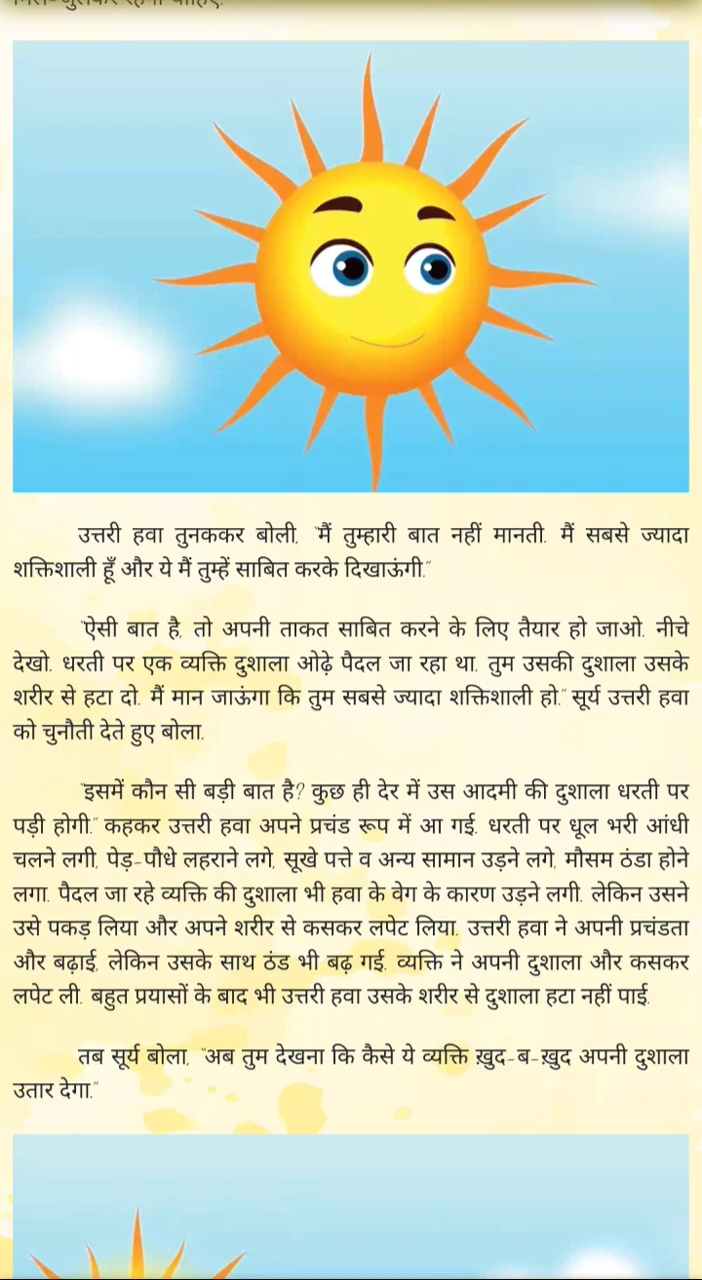 उत्तरी हवा तुनककर बोली, “मैं तुम्हारी बात नहीं मानती. मैं सबसे ज्यादा
शक्तिशाली हूँ और ये मैं तुम्हें साबित करके दिखाऊंगी.”
“ऐसी बात है, तो अपनी ताकत साबित करने के लिए तैयार हो जाओ. नीचे
देखो. धरती पर एक व्यक्ति दुशाला ओढ़े पैदल जा रहा था. तुम उसकी दुशाला उसके
शरीर से हटा दो. मैं मान जाऊंगा कि तुम सबसे ज्यादा शक्तिशाली हो.” सूर्य उत्तरी हवा
को चुनौती देते हुए बोला.
“इसमें कौन सी बड़ी बात है? कुछ ही देर में उस आदमी की दुशाला धरती पर
पड़ी होगी.” कहकर उत्तरी हवा अपने प्रचंड रूप में आ गई. धरती पर धूल भरी आंधी
चलने लगी, पेड़-पौधे लहराने लगे, सूखे पत्ते व अन्य सामान उड़ने लगे, मौसम ठंडा होने
लगा. पैदल जा रहे व्यक्ति की दुशाला भी हवा के वेग के कारण उड़ने लगी. लेकिन उसने
उसे पकड़ लिया और अपने शरीर से कसकर लपेट लिया. उत्तरी हवा ने अपनी प्रचंडता
और बढ़ाई, लेकिन उसके साथ ठंड भी बढ़ गई. व्यक्ति ने अपनी दुशाला और कसकर
लपेट ली. बहुत प्रयासों के बाद भी उत्तरी हवा उसके शरीर से दुशाला हटा नहीं पाई.
तब सूर्य बोला, “अब तुम देखना कि कैसे ये व्यक्ति ख़ुद-ब-ख़ुद अपनी दुशाला
उतार देगा.”